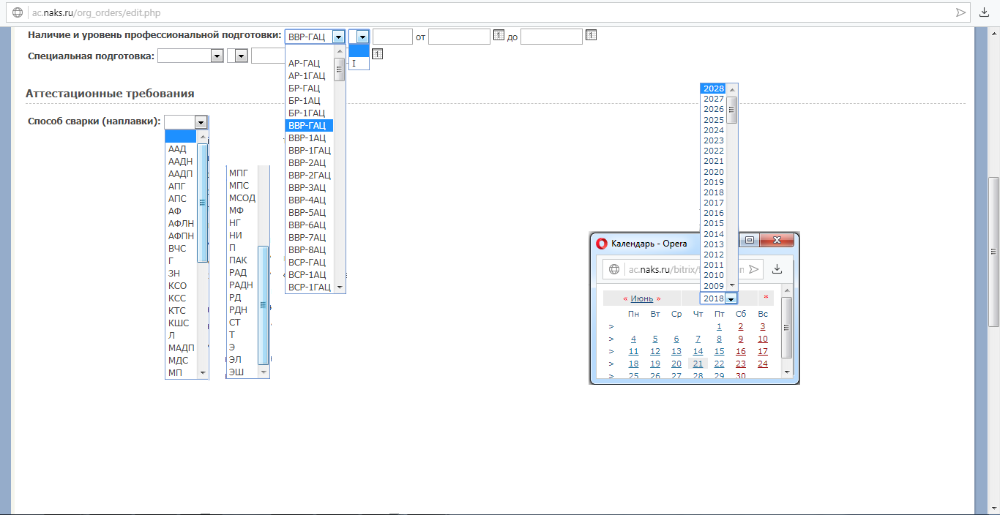 ac.naks.ru/org_orders/edit.php
Наличие и уровень профессиональной подготовки: ВВР-ГАЦ от до
Специальная подготовка:
I
АР-ГАЦ
АР-1ГАЦ
БР-ГАЦ
БР-1АЦ
БР-1ГАЦ
ВВР-ГАЦ
ВВР-1АЦ
ВВР-1ГАЦ
ВВР-2АЦ
ВВР-2ГАЦ
ВВР-3АЦ
ВВР-4АЦ
ВВР-5АЦ
ВВР-6АЦ
ВВР-7АЦ
ВВР-8АЦ
ВСР-ГАЦ
ВСР-1АЦ
ВСР-1ГАЦ
Аттестационные требования
Способ сварки (наплавки):
ААД
ААДН
ААДП
АПГ
АПС
АФ
АФЛН
АФПН
ВЧС
Г
ЗН
КСО
КСС
КТС
КШС
Л
МАДП
МДС
МП
МПГ
МПС
МСОД
МФ
НГ
НИ
П
ПАК
РАД
РАДН
РД
РДН
СТ
Т
Э
ЭЛ
ЭШ
2028
2027
2026
2025
2024
2023
2022
2021
2020
2019
2018
2017
2016
2015
2014
2013
2012
2011
2010
2009
Календарь - Opera
ac.naks.ru/bitrix/
« Июнь » 2018 *
Пн Вт Ср Чт Пт Сб Вс
> 1 2 3
> 4 5 6 7 8 9 10
> 11 12 13 14 15 16 17
> 18 19 20 21 22 23 24
> 25 26 27 28 29 30